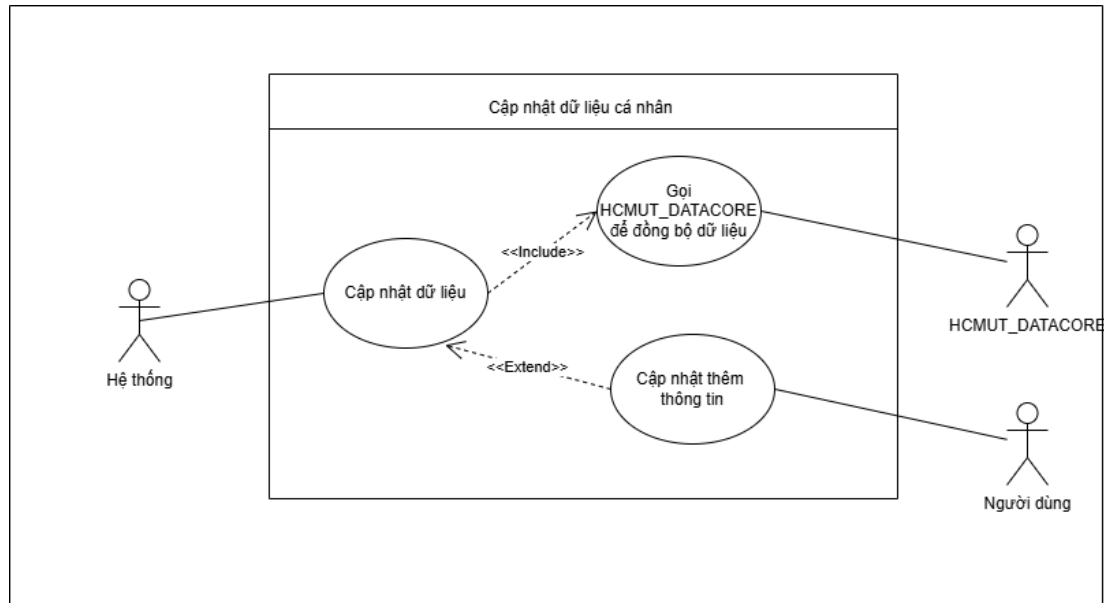 Cập nhật dữ liệu cá nhân
Gọi
HCMUT_DATACORE
để đồng bộ dữ liệu
<<Include>>
Cập nhật dữ liệu
HCMUT_DATACORE
Hệ thống
<<Extend>>
Cập nhật thêm
thông tin
Người dùng